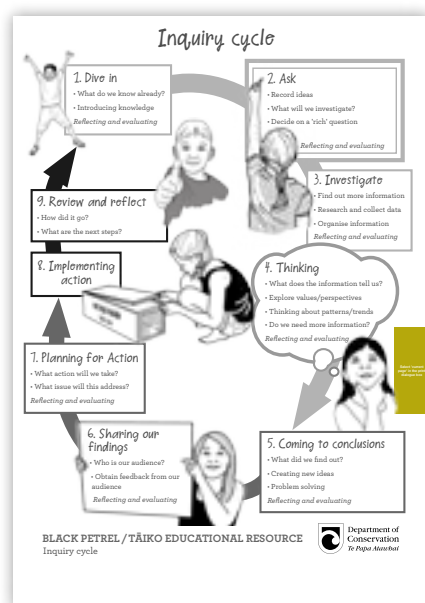 Inquiry cycle
1. Dive in
• What do we know already?
• Introducing knowledge
Reflecting and evaluating
2. Ask
• Record ideas
• What will we investigate?
• Decide on a 'rich' question
Reflecting and evaluating
3. Investigate
• Find out more information
• Research and collect data
• Organise information
Reflecting and evaluating
4. Thinking
• What does the information tell us?
• Explore values/perspectives
• Thinking about patterns/trends
• Do we need more information?
Reflecting and evaluating
5. Coming to conclusions
• What did we find out?
• Creating new ideas
• Problem solving
Reflecting and evaluating
6. Sharing our
findings
• Who is our audience?
• Obtain feedback from our
audience
Reflecting and evaluating
7. Planning for Action
• What action will we take?
• What issue will this address?
Reflecting and evaluating
8. Implementing
action
9. Review and reflect
• How did it go?
• What are the next steps?
BLACK PETREL / TĀIKO EDUCATIONAL RESOURCE
Inquiry cycle
Department of
Conservation
Te Papa Atawhai